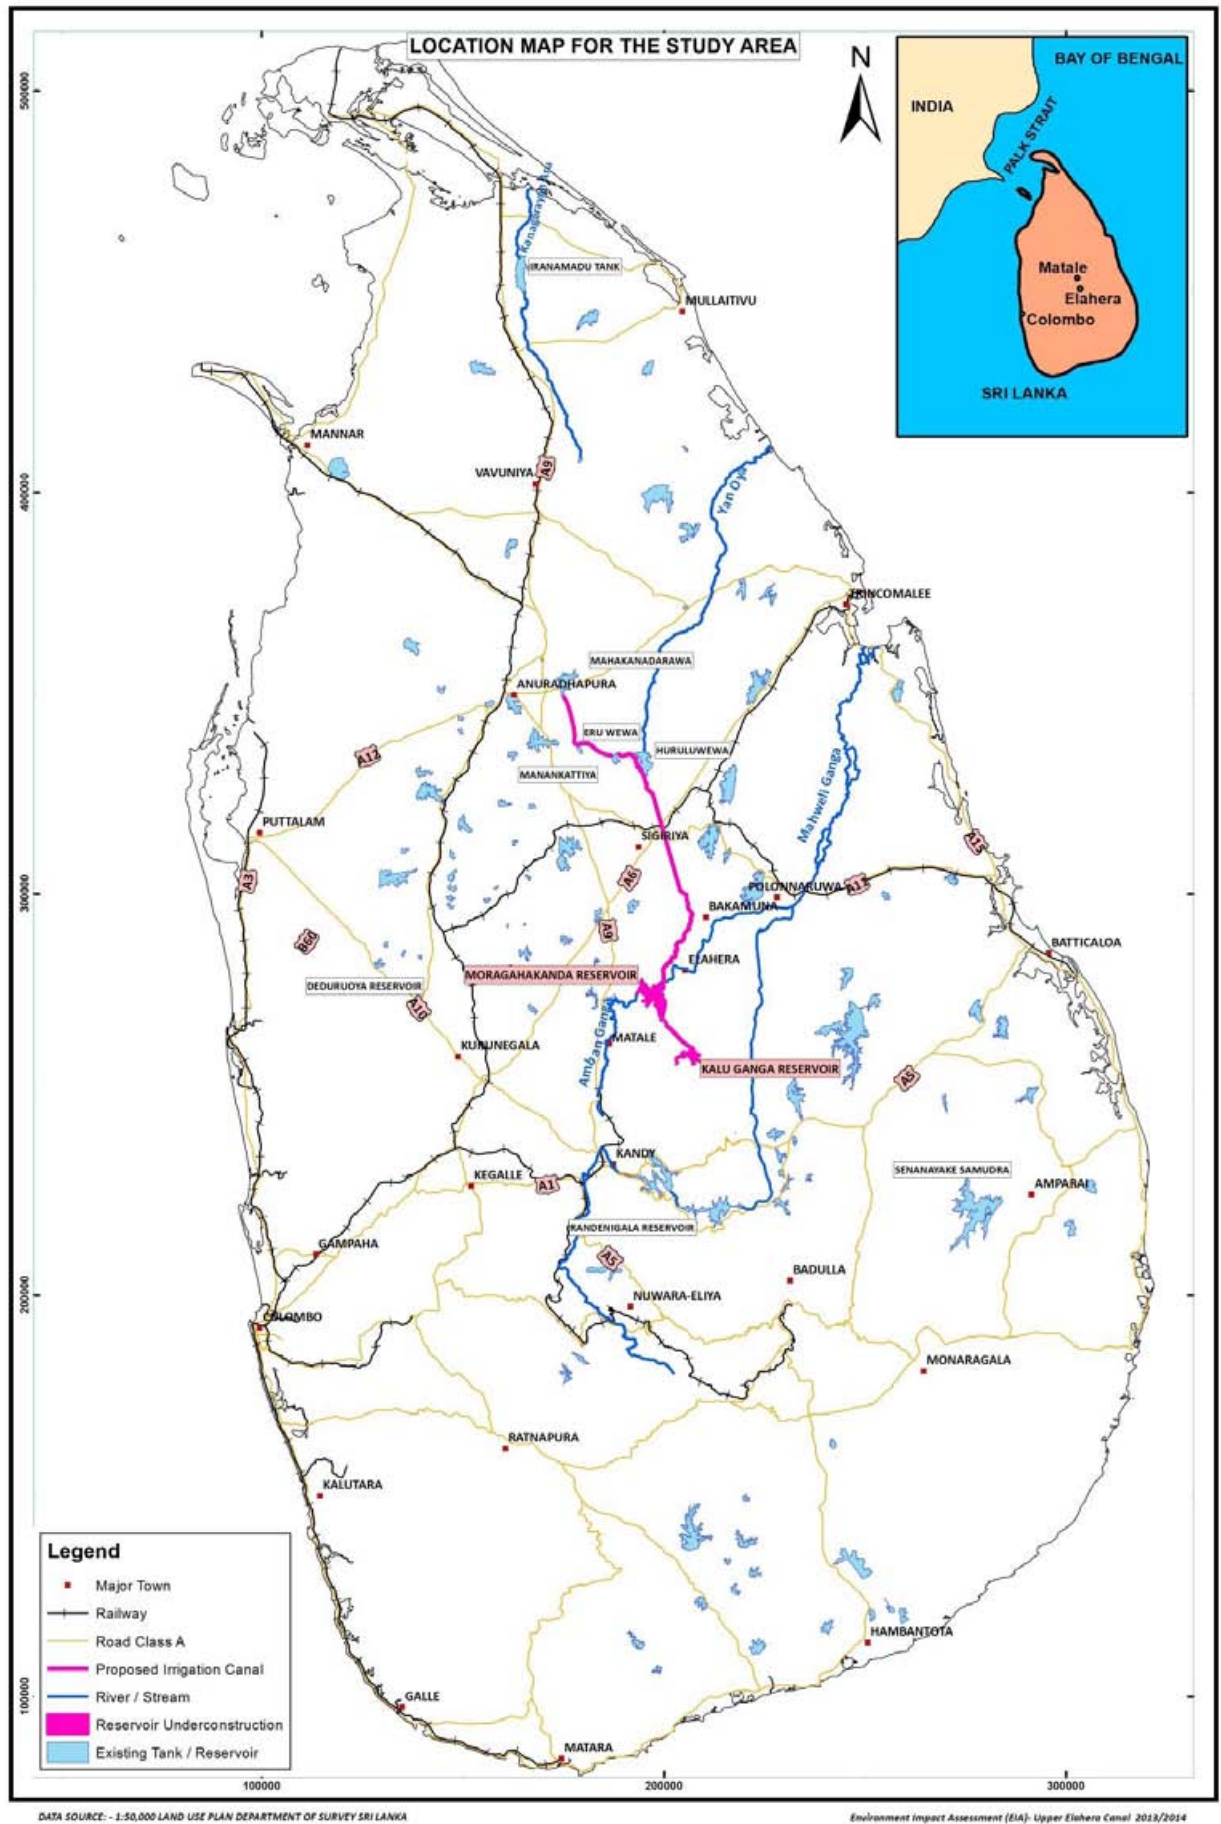 LOCATION MAP FOR THE STUDY AREA
N
BAY OF BENGAL
INDIA
PALK STRAIT
Matale
Elahera
Colombo
SRI LANKA
500000
400000
300000
200000
100000
IRANAMADU TANK
MULLAITIVU
MANNAR
VAVUNIYA
A9
Yan Oya
TRINCOMALEE
MAHAKANADARAWA
ANURADHAPURA
ERU WEWA
HURULUWEWA
A12
MANANKATTIYA
Mahweli Ganga
PUTTALAM
SIGIRIYA
A15
A3
A6
POLONNARUWA
BAKAMUNA
B60
A9
BATTICALOA
ELAHERA
MORAGAHAKANDA RESERVOIR
DEDURUOYA RESERVOIR
A10
Amban Ganga
MATALE
KURUNEGALA
KALU GANGA RESERVOIR
A5
KANDY
KEGALLE
A1
SENANAYAKE SAMUDRA
AMPARAI
RANDENIGALA RESERVOIR
GAMPAHA
A5
BADULLA
NUWARA-ELIYA
COLOMBO
MONARAGALA
RATNAPURA
KALUTARA
HAMBANTOTA
GALLE
MATARA
Legend
Major Town
Railway
Road Class A
Proposed Irrigation Canal
River / Stream
Reservoir Underconstruction
Existing Tank / Reservoir
100000
200000
300000
DATA SOURCE: - 1:50,000 LAND USE PLAN DEPARTMENT OF SURVEY SRI LANKA
Environment Impact Assessment (EIA)- Upper Elahera Canal 2013/2014